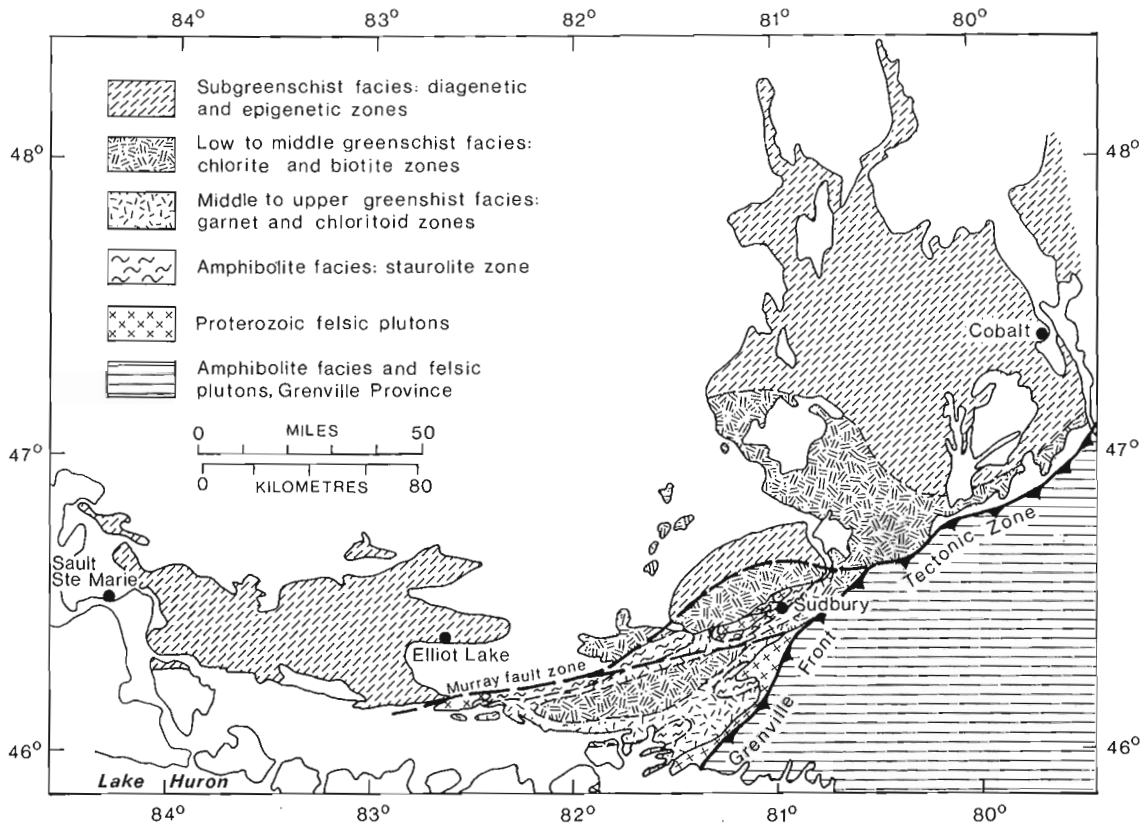 84° 83° 82° 81° 80°
Subgreenschist facies: diagenetic
and epigenetic zones
Low to middle greenschist facies:
chlorite and biotite zones
Middle to upper greenshist facies:
garnet and chloritoid zones
Amphibolite facies: staurolite zone
Proterozoic felsic plutons
Amphibolite facies and felsic
plutons, Grenville Province
0 MILES 50
0 KILOMETRES 80
48° 48°
Cobalt
47° 47°
Sault
Ste Marie
Elliot Lake
Murray fault zone
Sudbury
Grenville Front
Tectonic Zone
46° 46°
Lake Huron
84° 83° 82° 81° 80°